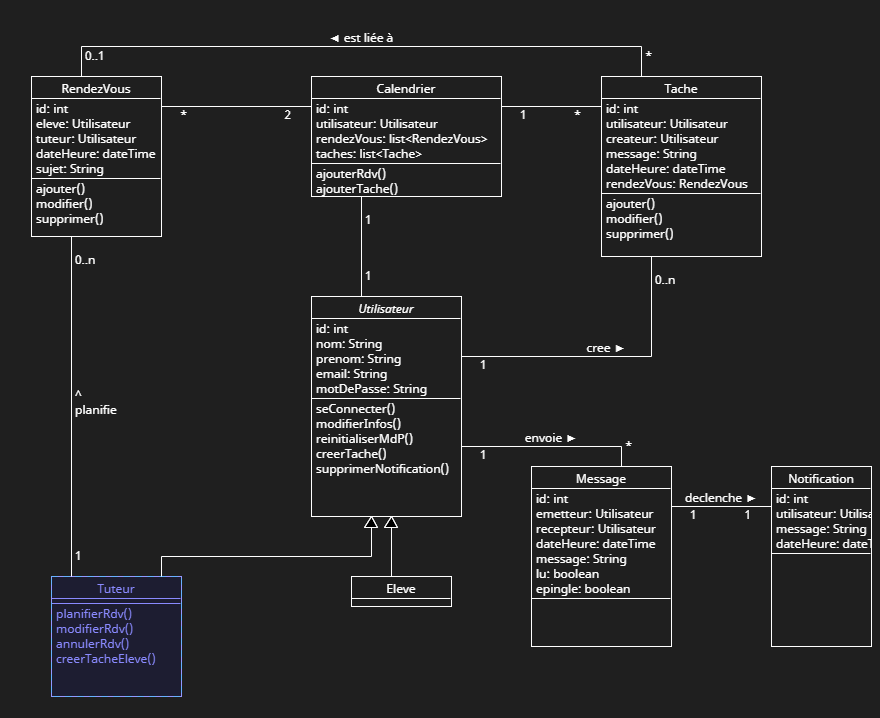 ◄ est liée à
0..1
*
RendezVous
id: int
eleve: Utilisateur
tuteur: Utilisateur
dateHeure: dateTime
sujet: String
ajouter()
modifier()
supprimer()
*
2
Calendrier
id: int
utilisateur: Utilisateur
rendezVous: list<RendezVous>
taches: list<Tache>
ajouterRdv()
ajouterTache()
1
*
Tache
id: int
utilisateur: Utilisateur
createur: Utilisateur
message: String
dateHeure: dateTime
rendezVous: RendezVous
ajouter()
modifier()
supprimer()
1
1
0..n
0..n
Utilisateur
id: int
nom: String
prenom: String
email: String
motDePasse: String
seConnecter()
modifierInfos()
reinitialiserMdP()
creerTache()
supprimerNotification()
cree ►
1
^
planifie
envoie ►
1
*
Message
id: int
emetteur: Utilisateur
recepteur: Utilisateur
dateHeure: dateTime
message: String
lu: boolean
epingle: boolean
declenche ►
1
1
Notification
id: int
utilisateur: Utilisa
message: String
dateHeure: dateT
1
Tuteur
planifierRdv()
modifierRdv()
annulerRdv()
creerTacheEleve()
Eleve